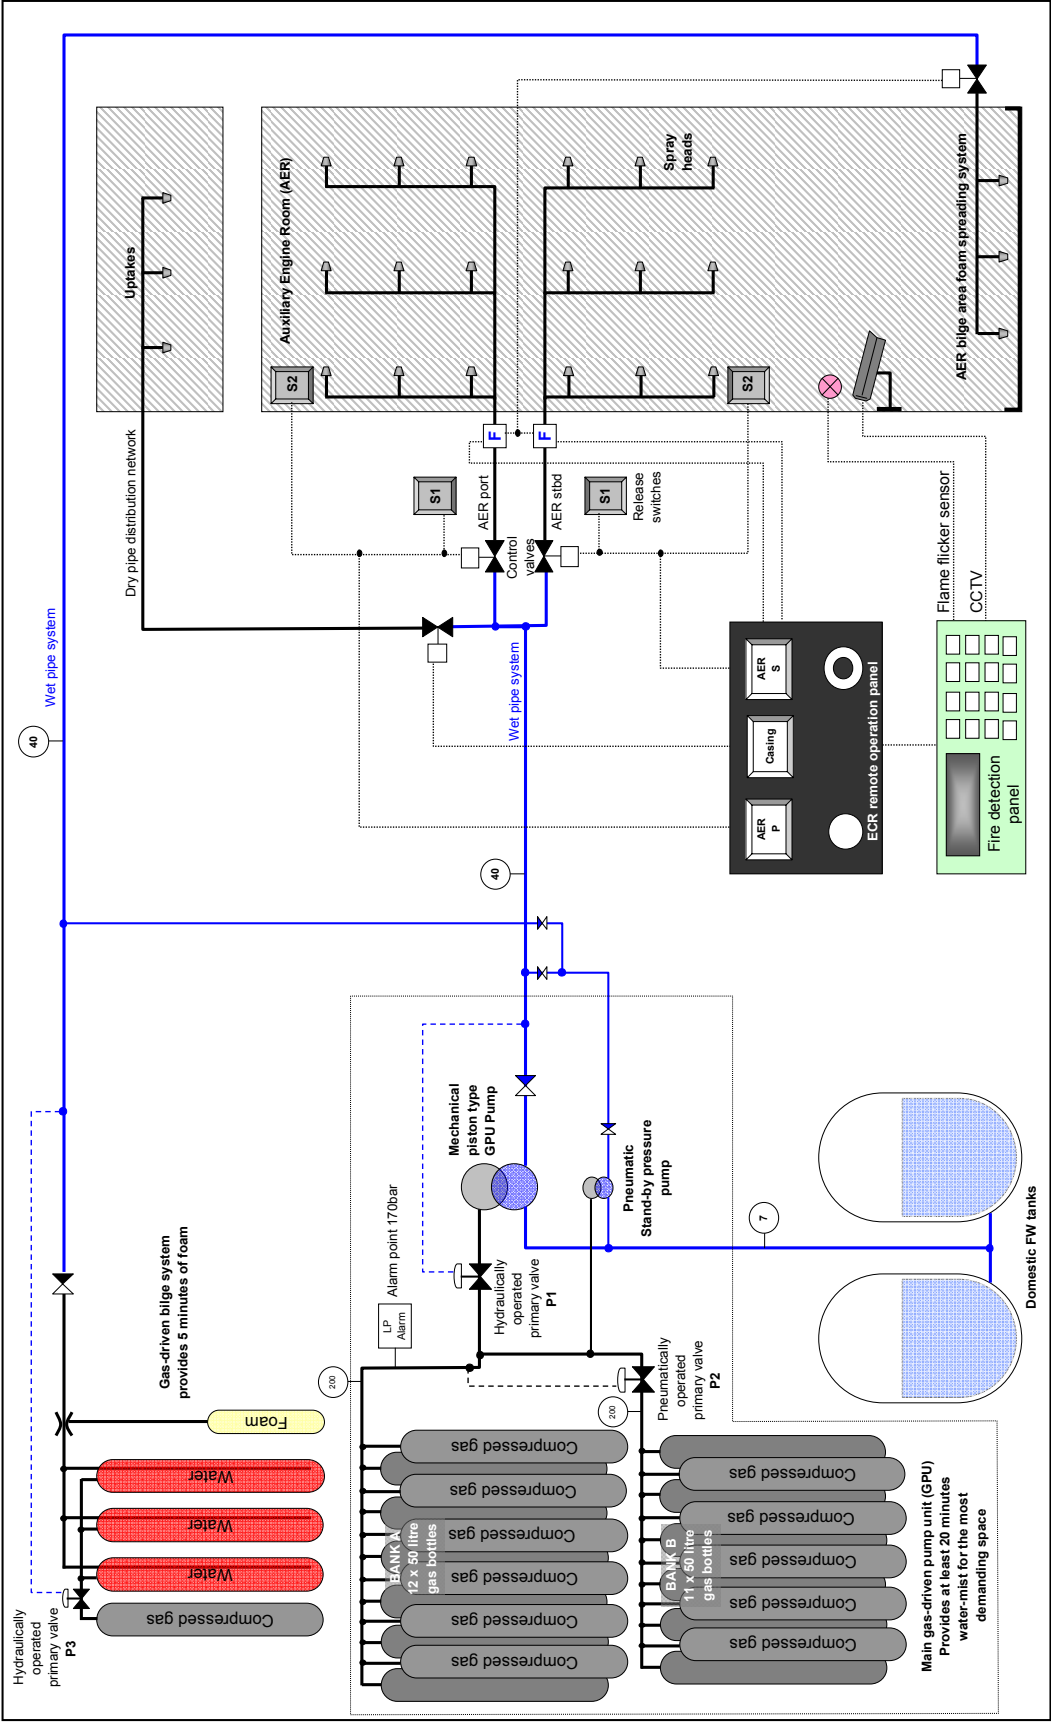 Hydraulically
operated
primary valve
P3
Compressed gas
Water
Water
Water
Foam
Gas-driven bilge system
provides 5 minutes of foam
40
Wet pipe system
Dry pipe distribution network
Uptakes
Auxiliary Engine Room (AER)
S2
S1
AER port
F
F
AER stbd
Control
valves
S1
Release
switches
S2
Spray
heads
AER bilge area foam spreading system
Wet pipe system
40
AER
P
Casing
AER
S
ECR remote operation panel
Fire detection
panel
Flame flicker sensor
CCTV
Mechanical
piston type
GPU Pump
Pneumatic
Stand-by pressure
pump
Alarm point 170bar
LP
Alarm
200
Hydraulically
operated
primary valve
P1
200
Pneumatically
operated
primary valve
P2
7
Domestic FW tanks
BANK A
12 x 50 litre
gas bottles
Compressed gas
Compressed gas
Compressed gas
Compressed gas
Compressed gas
Compressed gas
BANK B
11 x 50 litre
gas bottles
Compressed gas
Compressed gas
Compressed gas
Compressed gas
Compressed gas
Main gas-driven pump unit (GPU)
Provides at least 20 minutes
water-mist for the most
demanding space